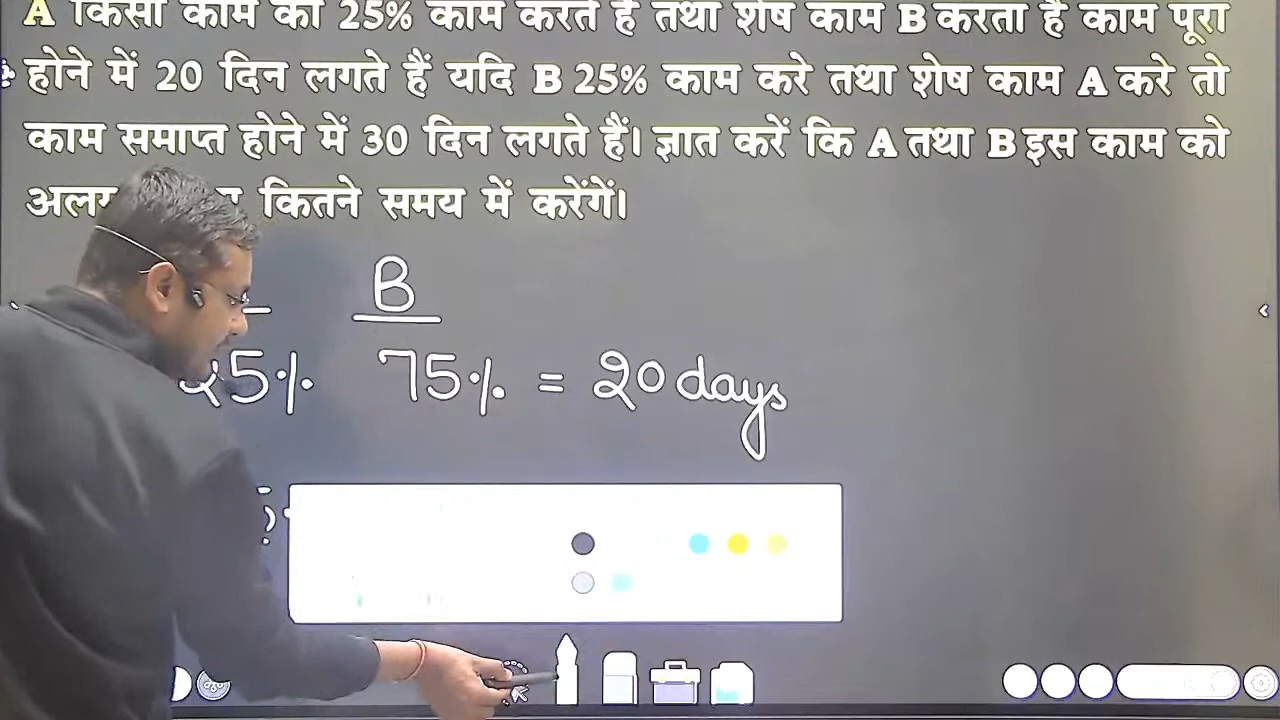 A किसी काम का 25% काम करते हैं तथा शेष काम B करता है काम पूरा
होने में 20 दिन लगते हैं यदि B 25% काम करे तथा शेष काम A करे तो
काम समाप्त होने में 30 दिन लगते हैं। ज्ञात करें कि A तथा B इस काम को
कितने समय में करेंगें।
B
25% 75% = 20 days